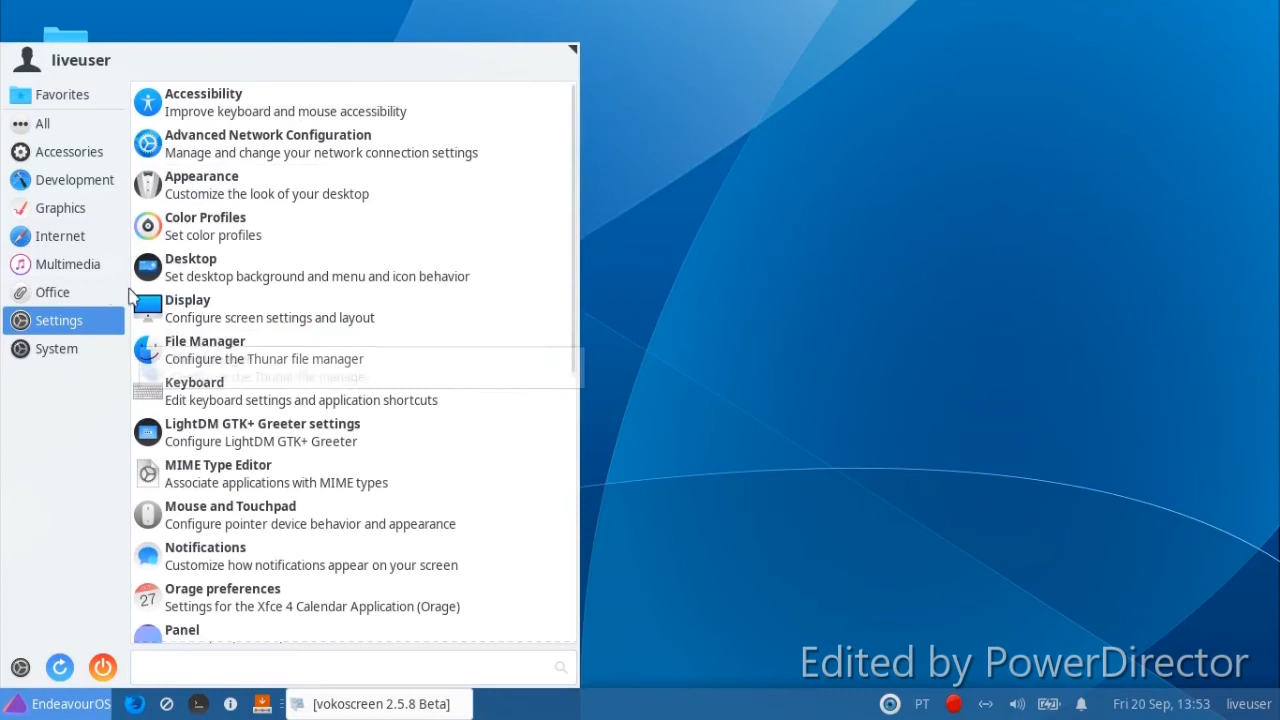 liveuser
Favorites
All
Accessories
Development
Graphics
Internet
Multimedia
Office
Settings
System
Accessibility
Improve keyboard and mouse accessibility
Advanced Network Configuration
Manage and change your network connection settings
Appearance
Customize the look of your desktop
Color Profiles
Set color profiles
Desktop
Set desktop background and menu and icon behavior
Display
Configure screen settings and layout
File Manager
Configure the Thunar file manager
Keyboard
Edit keyboard settings and application shortcuts
LightDM GTK+ Greeter settings
Configure LightDM GTK+ Greeter
MIME Type Editor
Associate applications with MIME types
Mouse and Touchpad
Configure pointer device behavior and appearance
Notifications
Customize how notifications appear on your screen
27
Orage preferences
Settings for the Xfce 4 Calendar Application (Orage)
Panel
Edited by PowerDirector
EndeavourOS
[vokoscreen 2.5.8 Beta]
PT
Fri 20 Sep, 13:53
liveuser